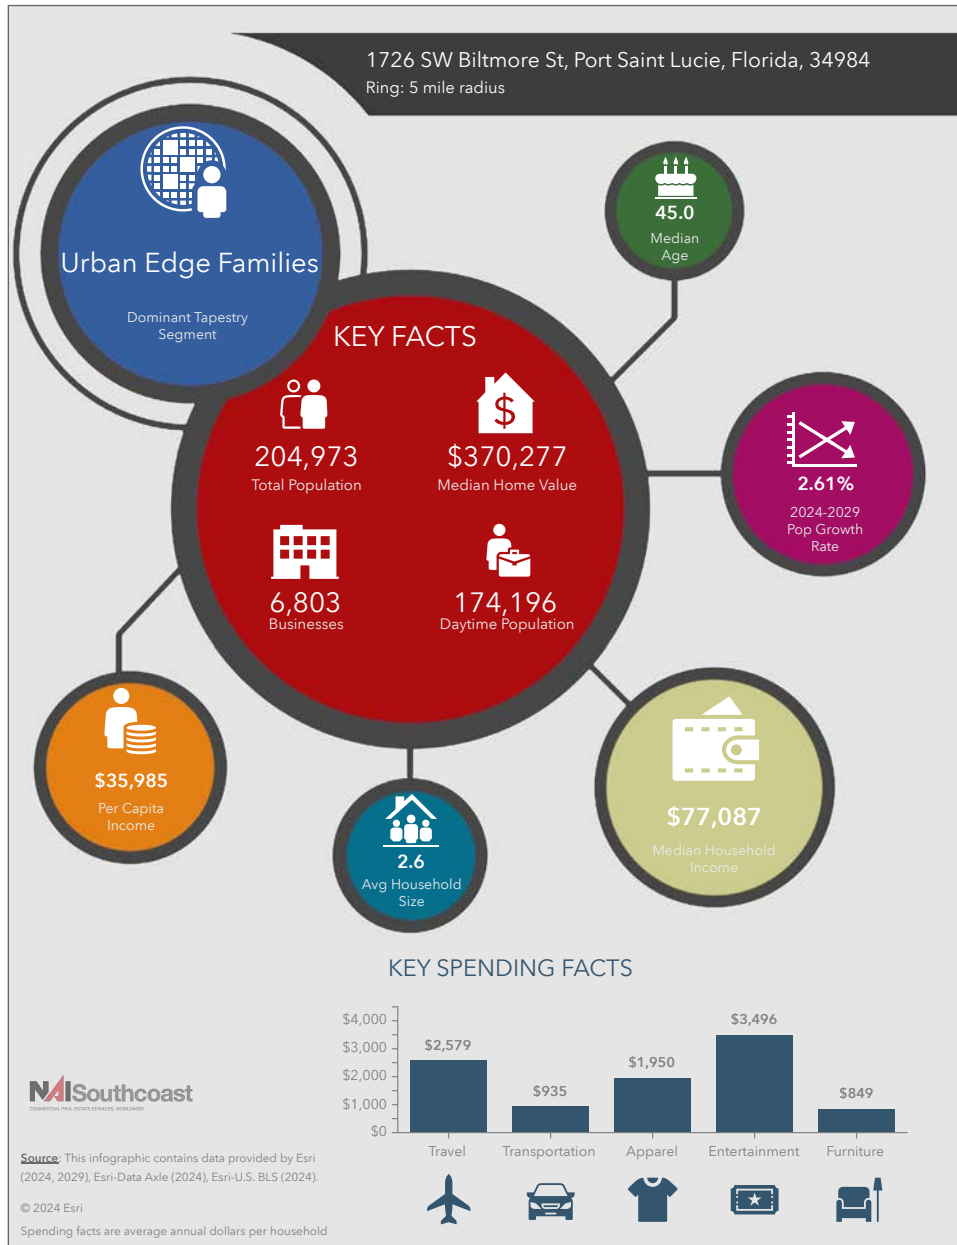 1726 SW Biltmore St, Port Saint Lucie, Florida, 34984
Ring: 5 mile radius
Urban Edge Families
Dominant Tapestry
Segment
45.0
Median
Age
KEY FACTS
204,973
Total Population
$370,277
Median Home Value
6,803
Businesses
174,196
Daytime Population
2.61%
2024-2029
Pop Growth
Rate
$35,985
Per Capita
Income
2.6
Avg Household
Size
$77,087
Median Household
Income
KEY SPENDING FACTS
$4,000
$3,000
$2,000
$1,000
$0
$2,579
$935
$1,950
$3,496
$849
Travel
Transportation
Apparel
Entertainment
Furniture
NAISouthcoast
COMMERCIAL REAL ESTATE SERVICES, WORLDWIDE
Source: This infographic contains data provided by Esri
(2024, 2029), Esri-Data Axle (2024), Esri-U.S. BLS (2024).
© 2024 Esri
Spending facts are average annual dollars per household